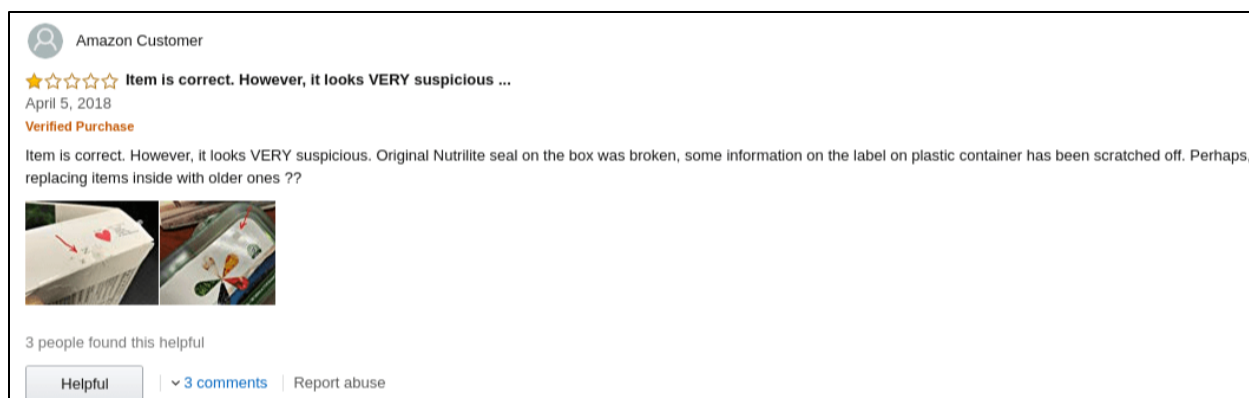 Amazon Customer
Item is correct. However, it looks VERY suspicious ...
April 5, 2018
Verified Purchase
Item is correct. However, it looks VERY suspicious. Original Nutrilite seal on the box was broken, some information on the label on plastic container has been scratched off. Perhaps,
replacing items inside with older ones ??
3 people found this helpful
Helpful
3 comments
Report abuse